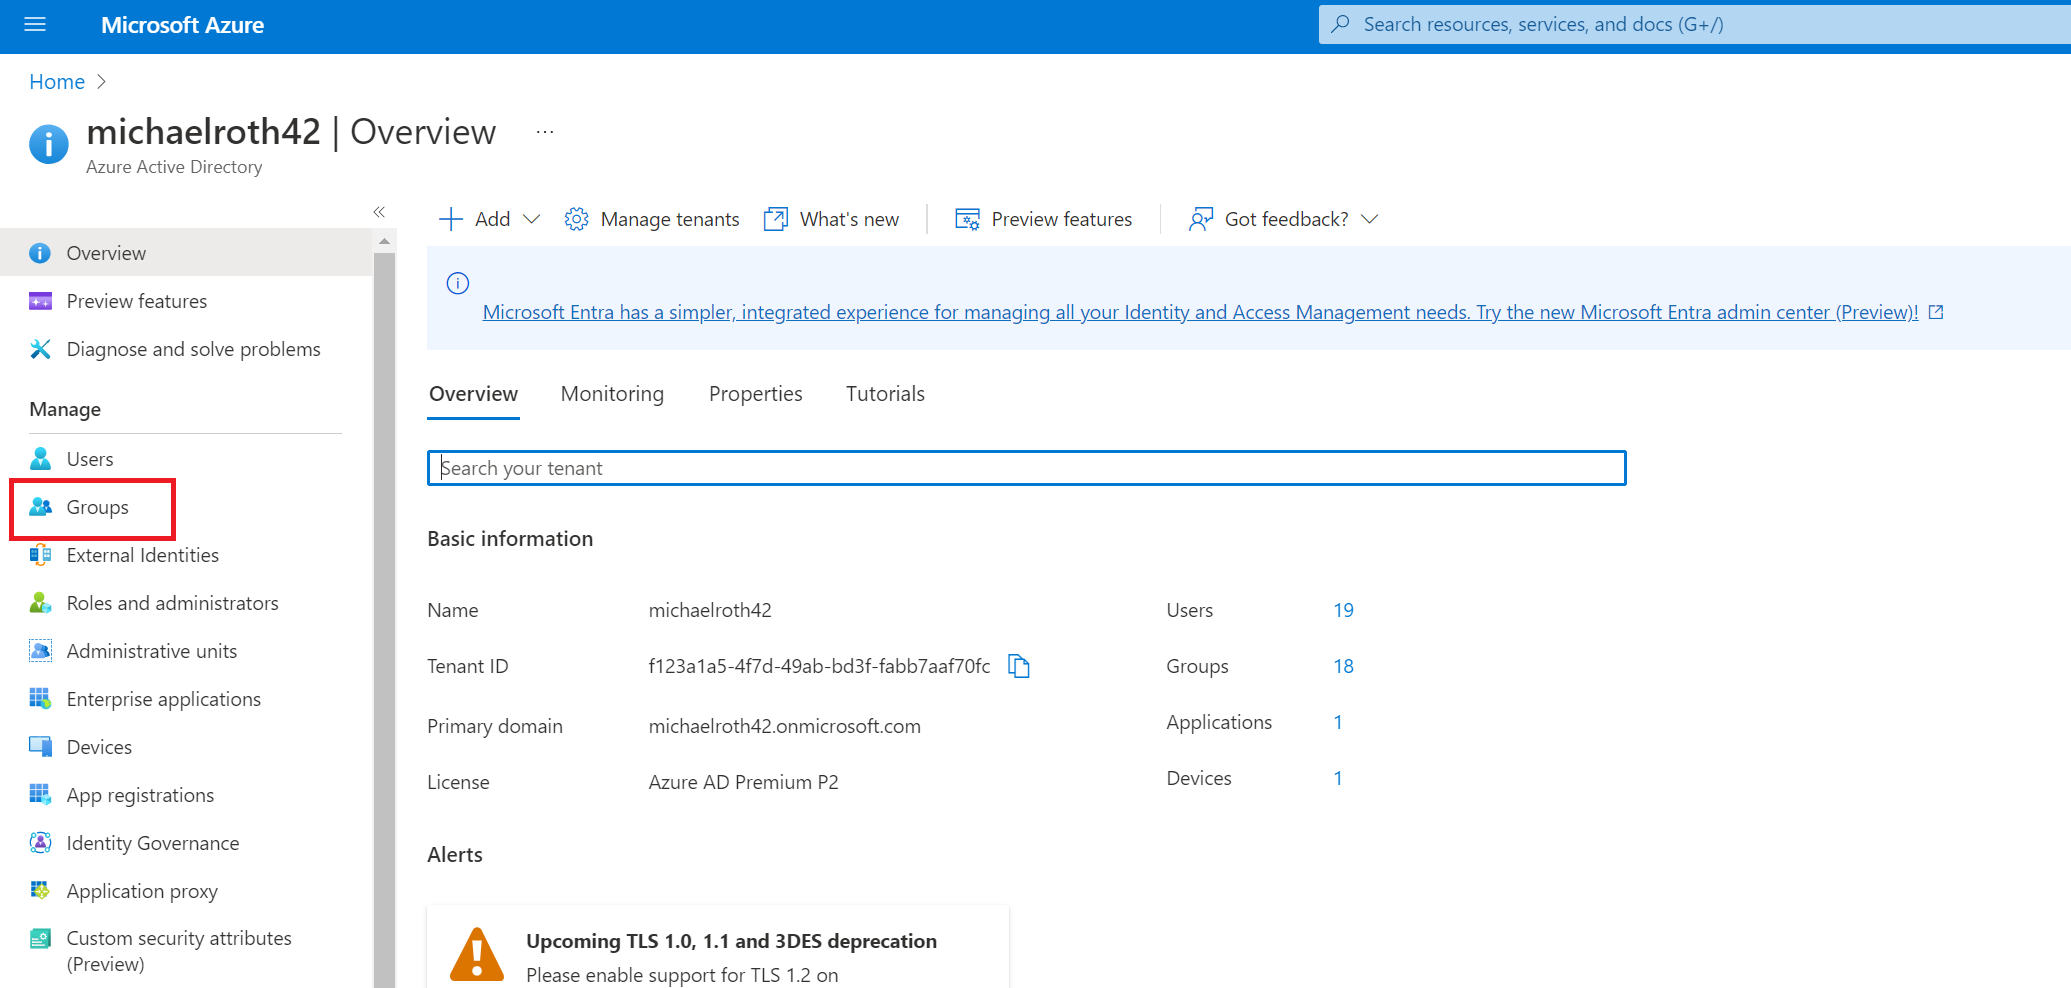 Microsoft Azure
Search resources, services, and docs (G+/)
Home
michaelroth42 | Overview ...
Azure Active Directory
Add
Manage tenants
What's new
Preview features
Got feedback?
Overview
Preview features
Diagnose and solve problems
Manage
Users
Groups
External Identities
Roles and administrators
Administrative units
Enterprise applications
Devices
App registrations
Identity Governance
Application proxy
Custom security attributes
(Preview)
Microsoft Entra has a simpler, integrated experience for managing all your Identity and Access Management needs. Try the new Microsoft Entra admin center (Preview)!
Overview
Monitoring
Properties
Tutorials
Search your tenant
Basic information
Name michaelroth42
Tenant ID f123a1a5-4f7d-49ab-bd3f-fabb7aaf70fc
Primary domain michaelroth42.onmicrosoft.com
License Azure AD Premium P2
Users 19
Groups 18
Applications 1
Devices 1
Alerts
Upcoming TLS 1.0, 1.1 and 3DES deprecation
Please enable support for TLS 1.2 on